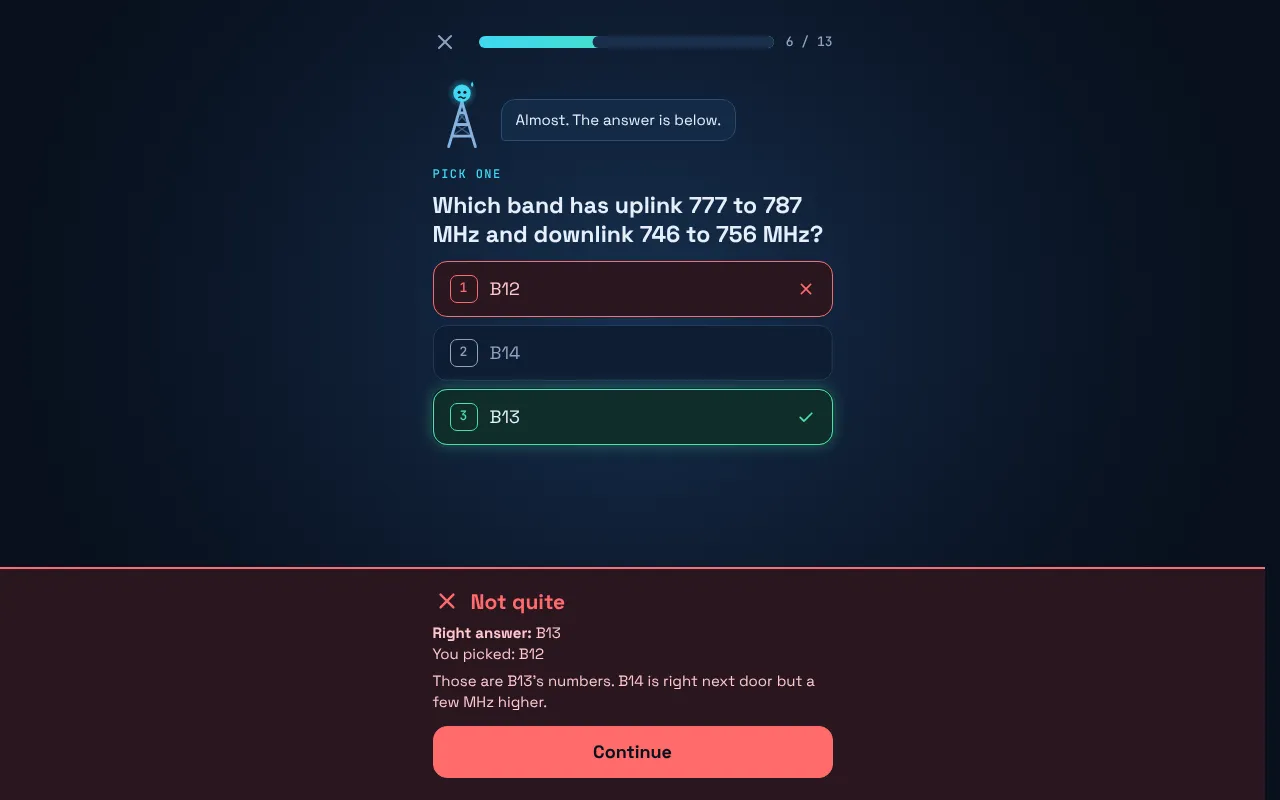 6 / 13
Almost. The answer is below.
PICK ONE
Which band has uplink 777 to 787
MHz and downlink 746 to 756 MHz?
1 B12
2 B14
3 B13
Not quite
Right answer: B13
You picked: B12
Those are B13's numbers. B14 is right next door but a
few MHz higher.
Continue